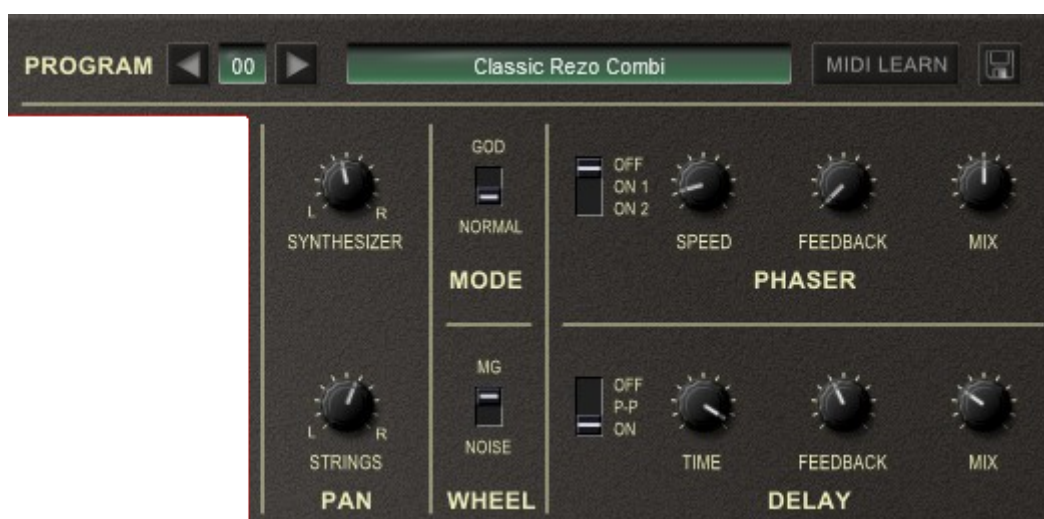 PROGRAM 00 Classic Rezo Combi MIDI LEARN
L R
SYNTHESIZER
L R
STRINGS
PAN
GOD
NORMAL
MODE
MG
NOISE
WHEEL
OFF
ON 1
ON 2
SPEED FEEDBACK MIX
PHASER
OFF
P-P
ON
TIME FEEDBACK MIX
DELAY